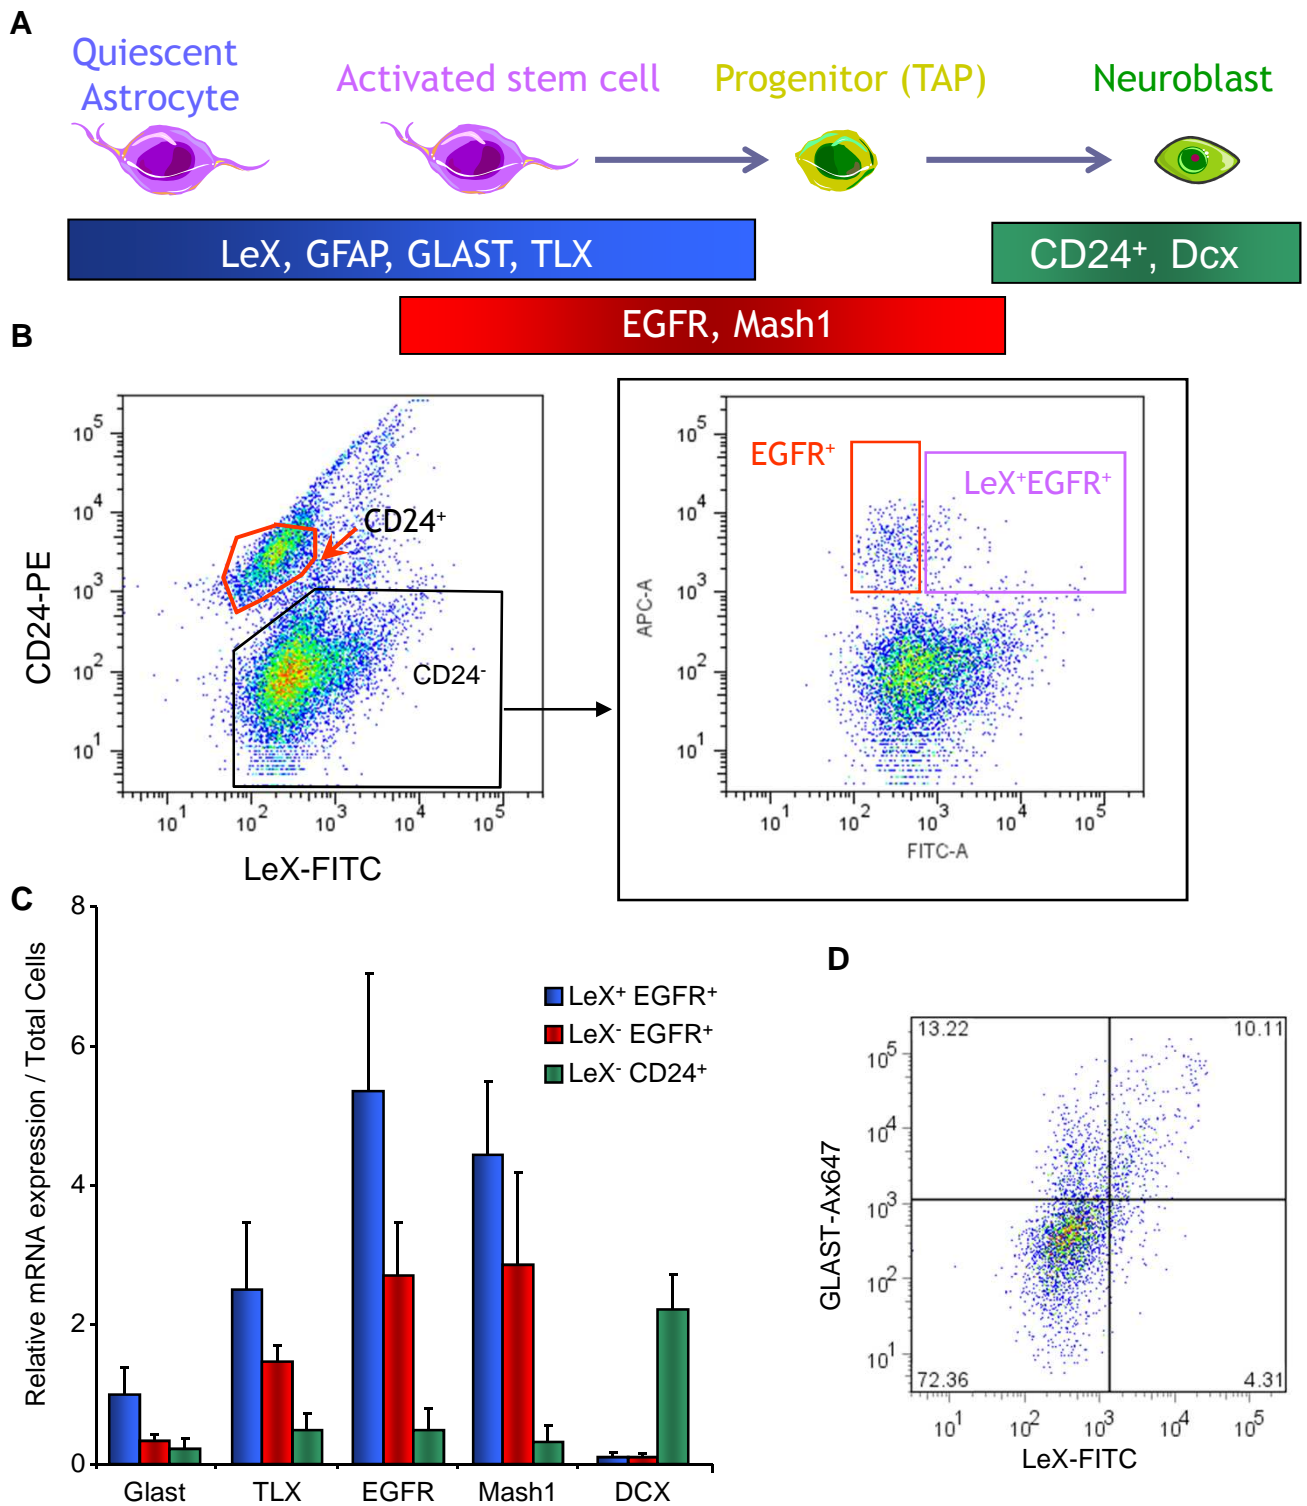 A
Quiescent
Astrocyte
Activated stem cell
Progenitor (TAP)
Neuroblast
LeX, GFAP, GLAST, TLX
CD24⁺, Dcx
EGFR, Mash1
B
CD24-PE
10⁵
10⁴
10³
10²
10¹
CD24⁺
CD24⁻
10¹ 10² 10³ 10⁴ 10⁵
LeX-FITC
APC-A
10⁵
10⁴
10³
10²
10¹
EGFR⁺
LeX⁺EGFR⁺
10¹ 10² 10³ 10⁴ 10⁵
FITC-A
C
Relative mRNA expression / Total Cells
8
6
4
2
0
LeX⁺ EGFR⁺
LeX⁻ EGFR⁺
LeX⁻ CD24⁺
Glast TLX EGFR Mash1 DCX
D
GLAST-Ax647
13.22 10.11
10⁵
10⁴
10³
10²
10¹
72.36 4.31
10¹ 10² 10³ 10⁴ 10⁵
LeX-FITC